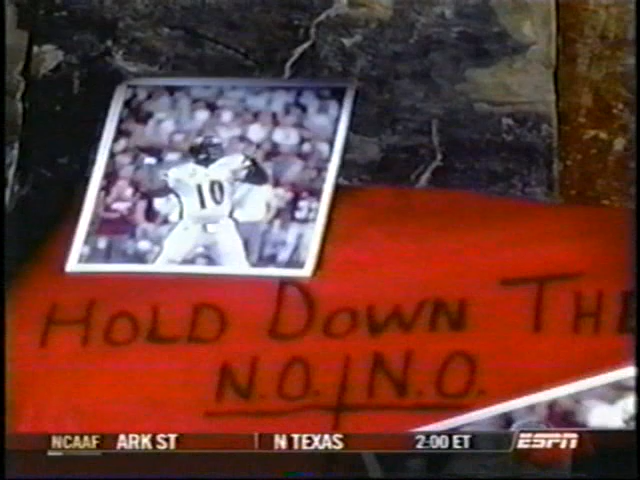 10
HOLD DOWN THE
N.O./N.O.
NCAAF ARK ST N TEXAS 2:00 ET ESPN